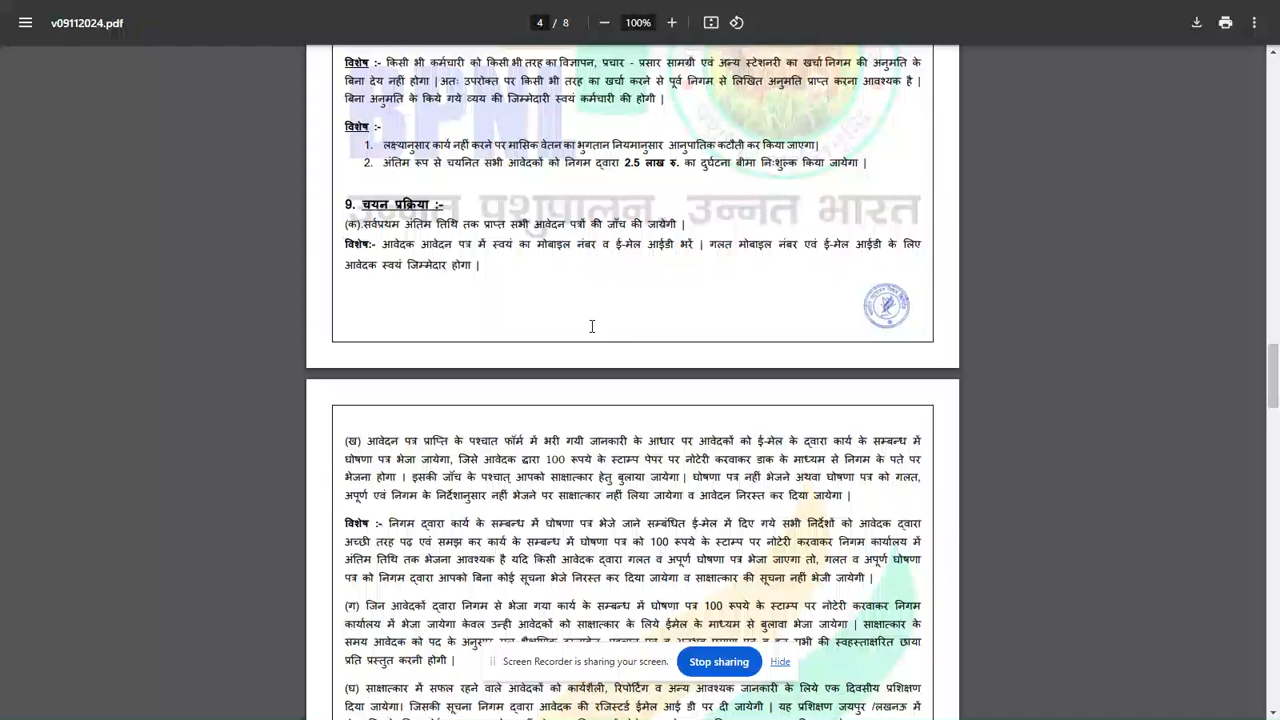 v09112024.pdf
4 / 8
100%
विशेष :- किसी भी कर्मचारी को किसी भी तरह का विज्ञापन, प्रचार - प्रसार सामग्री एवं अन्य स्टेशनरी का खर्चा निगम की अनुमति के
बिना देय नहीं होगा | अतः उपरोक्त पर किसी भी तरह का खर्चा करने से पूर्व निगम से लिखित अनुमति प्राप्त करना आवश्यक है |
बिना अनुमति के किये गये व्यय की जिम्मेदारी स्वयं कर्मचारी की होगी |
विशेष :-
1. लक्ष्यानुसार कार्य नहीं करने पर मासिक वेतन का भुगतान नियमानुसार आनुपातिक कटौती कर किया जाएगा|
2. अंतिम रूप से चयनित सभी आवेदकों को निगम द्वारा 2.5 लाख रु. का दुर्घटना बीमा निःशुल्क किया जायेगा |
BPNL
9. चयन प्रक्रिया :-
उन्नत पशुपालन, उन्नत भारत
(क).सर्वप्रथम अंतिम तिथि तक प्राप्त सभी आवेदन पत्रों की जाँच की जायेगी |
विशेष:- आवेदक आवेदन पत्र में स्वयं का मोबाइल नंबर व ई-मेल आईडी भरें | गलत मोबाइल नंबर एवं ई-मेल आईडी के लिए
आवेदक स्वयं जिम्मेदार होगा |
(ख) आवेदन पत्र प्राप्ति के पश्चात फॉर्म में भरी गयी जानकारी के आधार पर आवेदकों को ई-मेल के द्वारा कार्य के सम्बन्ध में
घोषणा पत्र भेजा जायेगा, जिसे आवेदक द्वारा 100 रूपये के स्टाम्प पेपर पर नोटेरी करवाकर डाक के माध्यम से निगम के पते पर
भेजना होगा । इसकी जाँच के पश्चात् आपको साक्षात्कार हेतु बुलाया जायेगा | घोषणा पत्र नहीं भेजने अथवा घोषणा पत्र को गलत,
अपूर्ण एवं निगम के निर्देशानुसार नहीं भेजने पर साक्षात्कार नहीं लिया जायेगा व आवेदन निरस्त कर दिया जायेगा |
विशेष :- निगम द्वारा कार्य के सम्बन्ध में घोषणा पत्र भेजे जाने सम्बंधित ई-मेल में दिए गये सभी निर्देशों को आवेदक द्वारा
अच्छी तरह पढ़ एवं समझ कर कार्य के सम्बन्ध में घोषणा पत्र को 100 रूपये के स्टाम्प पर नोटेरी करवाकर निगम कार्यालय में
अंतिम तिथि तक भेजना आवश्यक है यदि किसी आवेदक द्वारा गलत व अपूर्ण घोषणा पत्र भेजा जाएगा तो, गलत व अपूर्ण घोषणा
पत्र को निगम द्वारा आपको बिना कोई सूचना भेजे निरस्त कर दिया जायेगा व साक्षात्कार की सूचना नहीं भेजी जायेगी |
(ग) जिन आवेदकों द्वारा निगम से भेजा गया कार्य के सम्बन्ध में घोषणा पत्र 100 रूपये के स्टाम्प पर नोटेरी करवाकर निगम
कार्यालय में भेजा जायेगा केवल उन्ही आवेदकों को साक्षात्कार के लिये ईमेल के माध्यम से बुलावा भेजा जायेगा | साक्षात्कार के
समय आवेदक को पद के अनुसार की स्वहस्ताक्षरित छाया
प्रति प्रस्तुत करनी होगी |
Screen Recorder is sharing your screen. Stop sharing Hide
(घ) साक्षात्कार में सफल रहने वाले आवेदकों को कार्यशैली, रिपोर्टिंग व अन्य आवश्यक जानकारी के लिये एक दिवसीय प्रशिक्षण
दिया जायेगा। जिसकी सूचना निगम द्वारा आवेदक की रजिस्टर्ड ईमेल आई डी पर दी जायेगी | यह प्रशिक्षण जयपुर /लखनऊ में